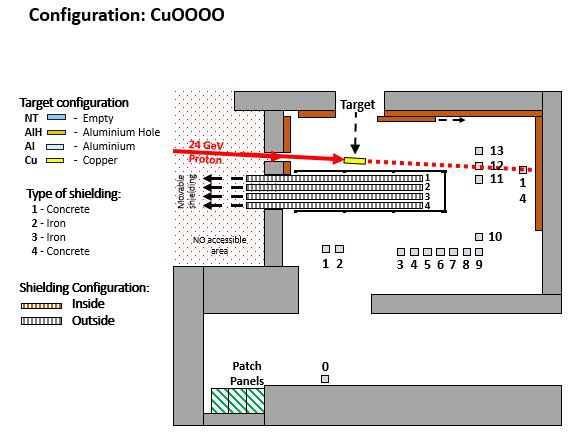 Configuration: CuOOOO
Target configuration
NT - Empty
AlH - Aluminium Hole
Al - Aluminium
Cu - Copper
Type of shielding:
1 - Concrete
2 - Iron
3 - Iron
4 - Concrete
Shielding Configuration:
Inside
Outside
Target
24 GeV
Proton
Movable
shielding
NO accessible
area
1
2
3
4
13
12
11
1
4
10
1 2
3 4 5 6 7 8 9
0
Patch
Panels